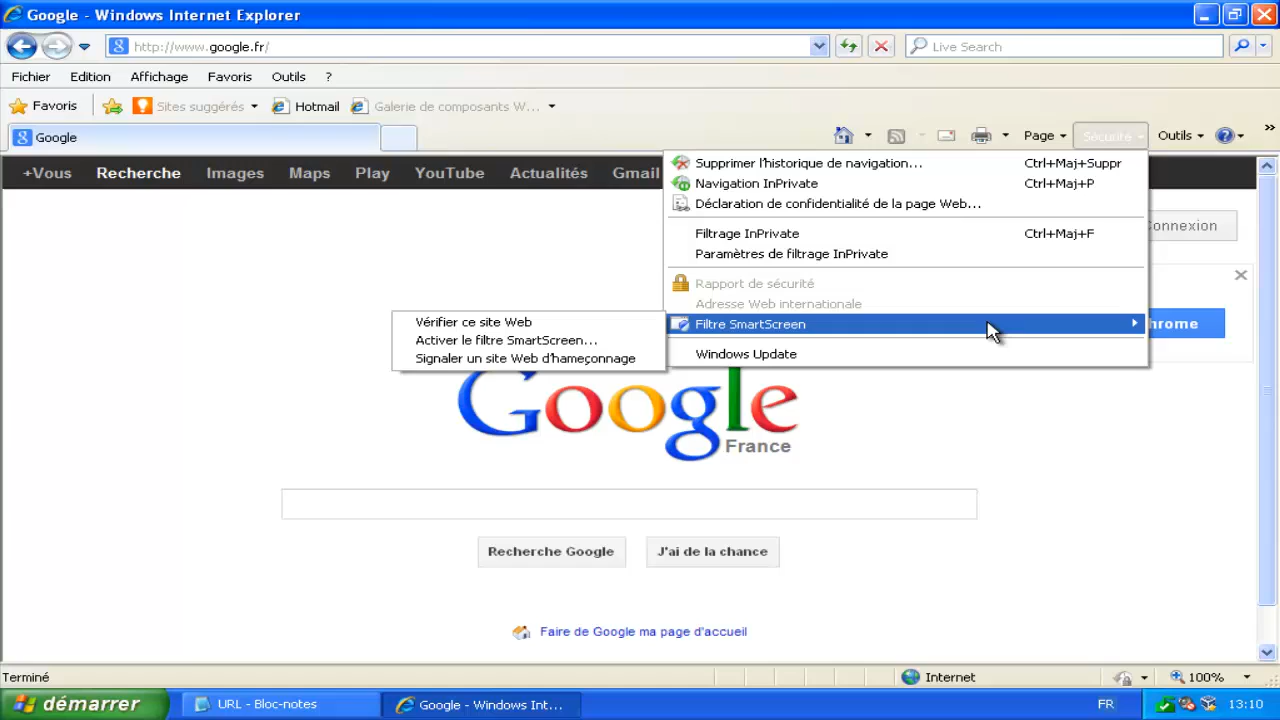 Google - Windows Internet Explorer
http://www.google.fr/
Live Search
Fichier Edition Affichage Favoris Outils ?
Favoris Sites suggérés Hotmail Galerie de composants W...
Google
Page Sécurité Outils
+Vous Recherche Images Maps Play YouTube Actualités Gmail
Supprimer l'historique de navigation... Ctrl+Maj+Suppr
Navigation InPrivate Ctrl+Maj+P
Déclaration de confidentialité de la page Web...
Filtrage InPrivate Ctrl+Maj+F
Paramètres de filtrage InPrivate
Rapport de sécurité
Adresse Web internationale
Filtre SmartScreen
Windows Update
Vérifier ce site Web
Activer le filtre SmartScreen...
Signaler un site Web d'hameçonnage
onnexion
hrome
Google
France
Recherche Google J'ai de la chance
Faire de Google ma page d'accueil
Terminé Internet 100%
démarrer URL - Bloc-notes Google - Windows Int... FR 13:10